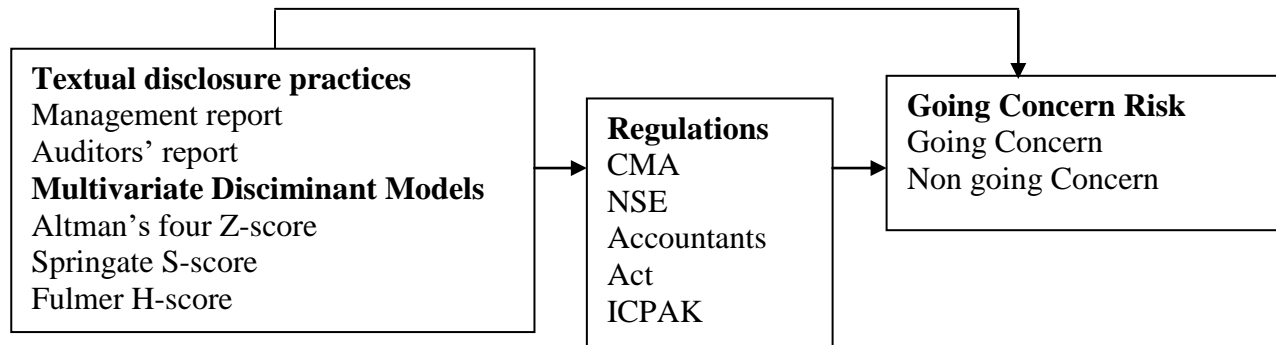 Textual disclosure practices
Management report
Auditors’ report
Multivariate Disciminant Models
Altman’s four Z-score
Springate S-score
Fulmer H-score
Regulations
CMA
NSE
Accountants
Act
ICPAK
Going Concern Risk
Going Concern
Non going Concern